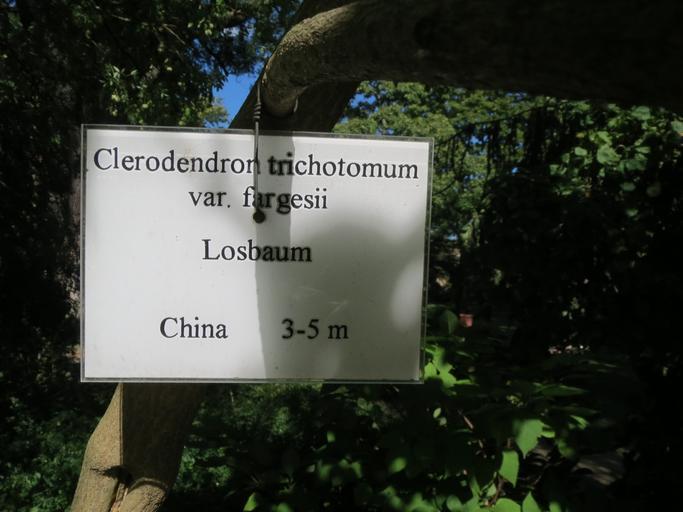 Clerodendron trichotomum
var. fargesii
Losbaum
China 3-5 m